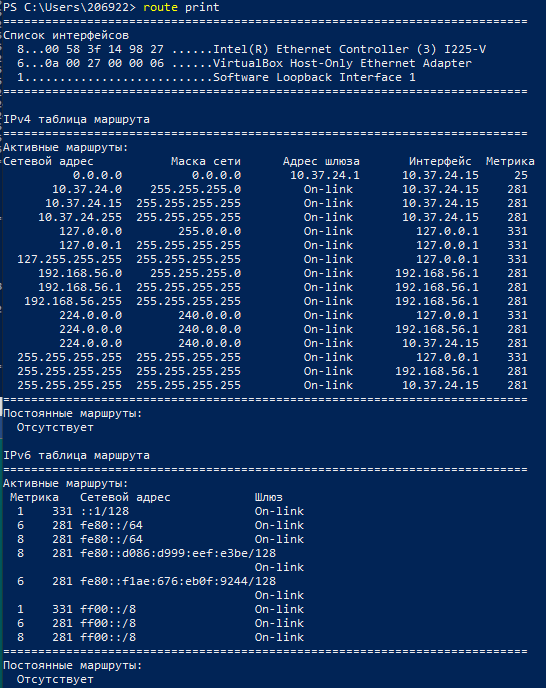 PS C:\Users\206922> route print
===========================================================================
Список интерфейсов
  8...00 58 3f 14 98 27 ......Intel(R) Ethernet Controller (3) I225-V
  6...0a 00 27 00 00 06 ......VirtualBox Host-Only Ethernet Adapter
  1...........................Software Loopback Interface 1
===========================================================================
IPv4 таблица маршрута
===========================================================================
Активные маршруты:
Сетевой адрес           Маска сети      Адрес шлюза       Интерфейс  Метрика
          0.0.0.0          0.0.0.0       10.37.24.1      10.37.24.15     25
       10.37.24.0    255.255.255.0         On-link       10.37.24.15    281
      10.37.24.15  255.255.255.255         On-link       10.37.24.15    281
     10.37.24.255  255.255.255.255         On-link       10.37.24.15    281
        127.0.0.0        255.0.0.0         On-link         127.0.0.1    331
        127.0.0.1  255.255.255.255         On-link         127.0.0.1    331
  127.255.255.255  255.255.255.255         On-link         127.0.0.1    331
     192.168.56.0    255.255.255.0         On-link      192.168.56.1    281
     192.168.56.1  255.255.255.255         On-link      192.168.56.1    281
   192.168.56.255  255.255.255.255         On-link      192.168.56.1    281
        224.0.0.0        240.0.0.0         On-link         127.0.0.1    331
        224.0.0.0        240.0.0.0         On-link      192.168.56.1    281
        224.0.0.0        240.0.0.0         On-link       10.37.24.15    281
  255.255.255.255  255.255.255.255         On-link         127.0.0.1    331
  255.255.255.255  255.255.255.255         On-link      192.168.56.1    281
  255.255.255.255  255.255.255.255         On-link       10.37.24.15    281
===========================================================================
Постоянные маршруты:
  Отсутствует
IPv6 таблица маршрута
===========================================================================
Активные маршруты:
 Метрика   Сетевой адрес            Шлюз
  1    331 ::1/128                  On-link
  6    281 fe80::/64                On-link
  8    281 fe80::/64                On-link
  8    281 fe80::d086:d999:eef:e3be/128
                                    On-link
  6    281 fe80::f1ae:676:eb0f:9244/128
                                    On-link
  1    331 ff00::/8                 On-link
  6    281 ff00::/8                 On-link
  8    281 ff00::/8                 On-link
===========================================================================
Постоянные маршруты:
  Отсутствует